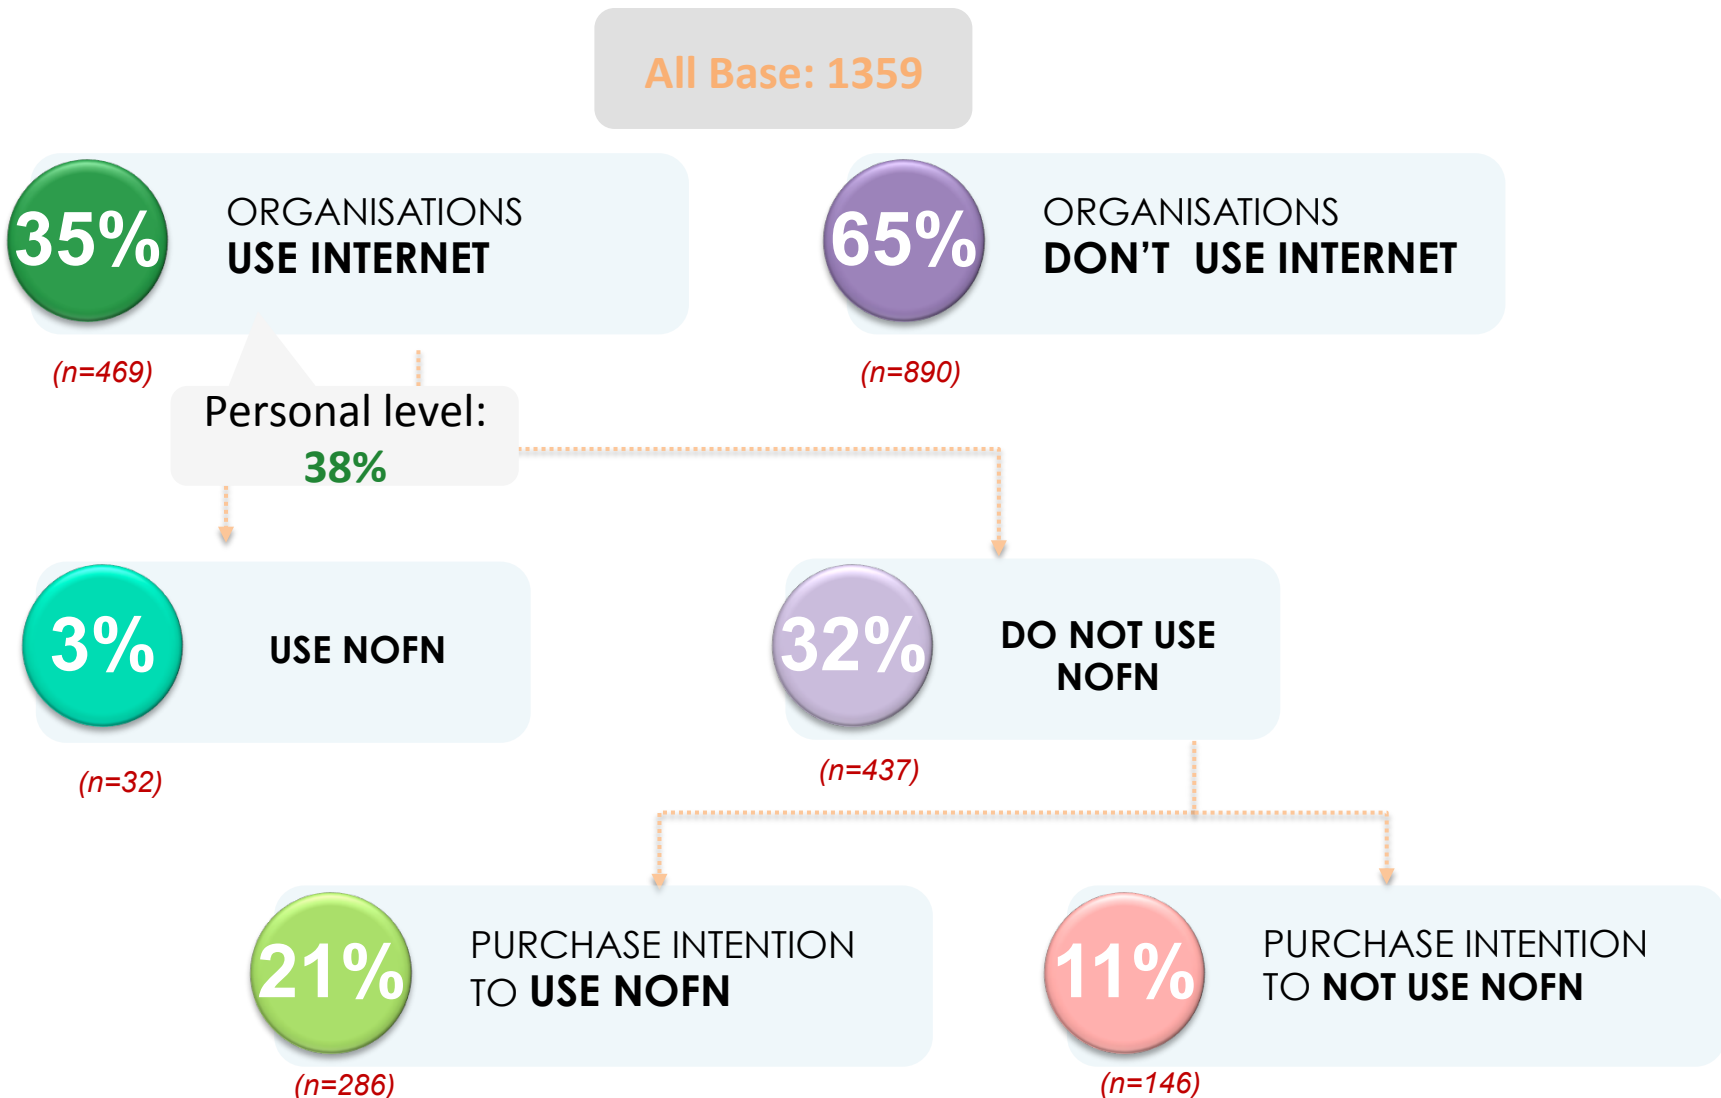 All Base: 1359
35%
ORGANISATIONS
USE INTERNET
(n=469)
65%
ORGANISATIONS
DON'T  USE INTERNET
(n=890)
Personal level:
38%
3%
USE NOFN
(n=32)
32%
DO NOT USE
NOFN
(n=437)
21%
PURCHASE INTENTION
TO USE NOFN
(n=286)
11%
PURCHASE INTENTION
TO NOT USE NOFN
(n=146)